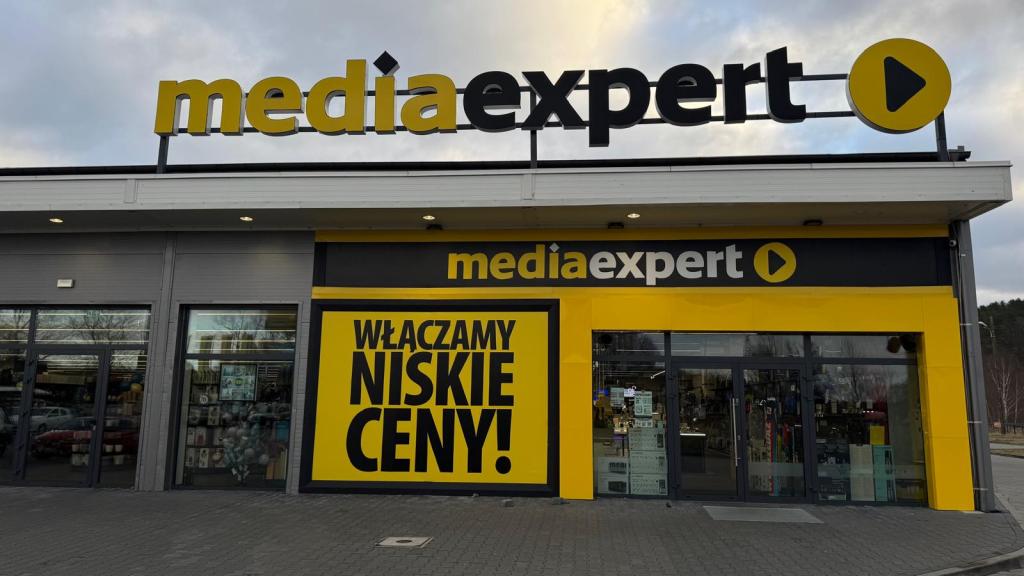 mediaexpert
mediaexpert
WŁĄCZAMY
NISKIE
CENY!